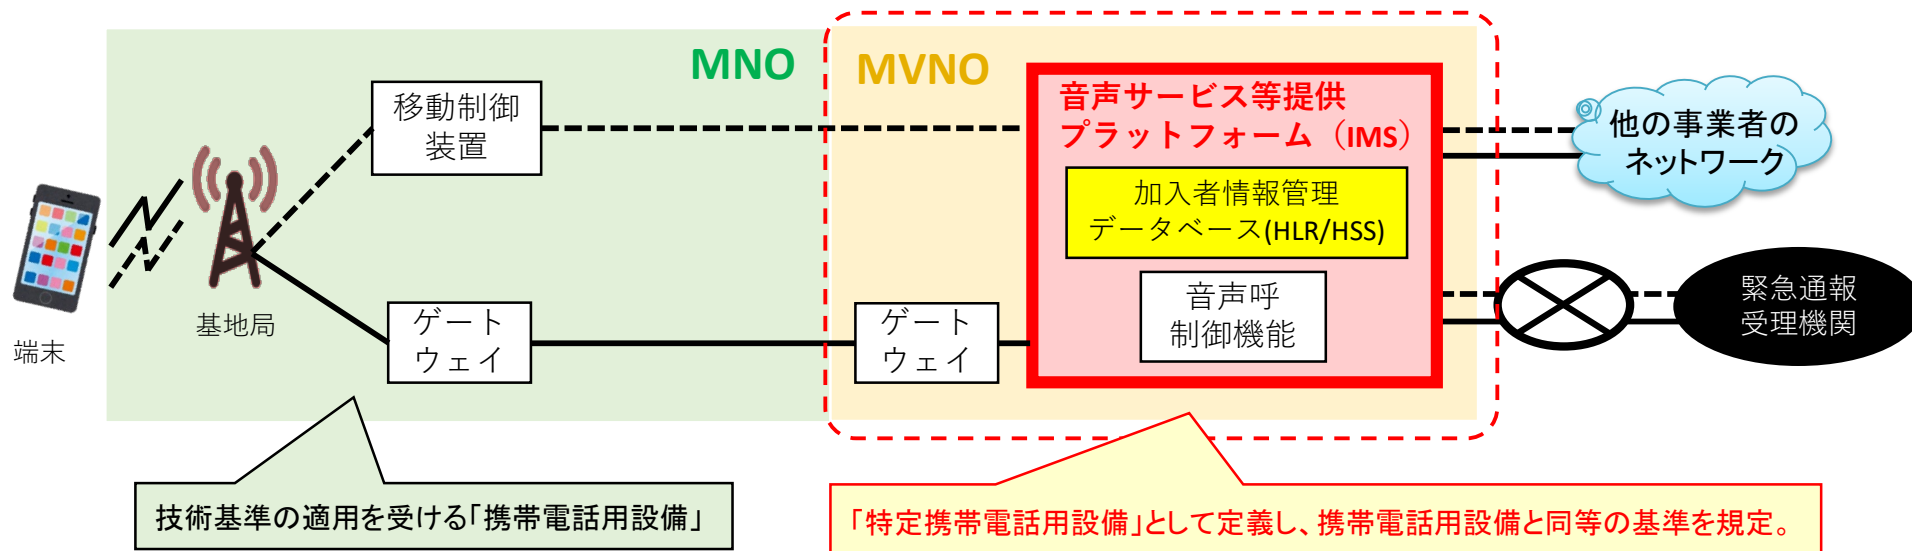 MNO
MVNO
移動制御
装置
音声サービス等提供
プラットフォーム（IMS）
他の事業者の
ネットワーク
加入者情報管理
データベース(HLR/HSS)
音声呼
制御機能
緊急通報
受理機関
基地局
端末
ゲート
ウェイ
ゲート
ウェイ
技術基準の適用を受ける「携帯電話用設備」
「特定携帯電話用設備」として定義し、携帯電話用設備と同等の基準を規定。